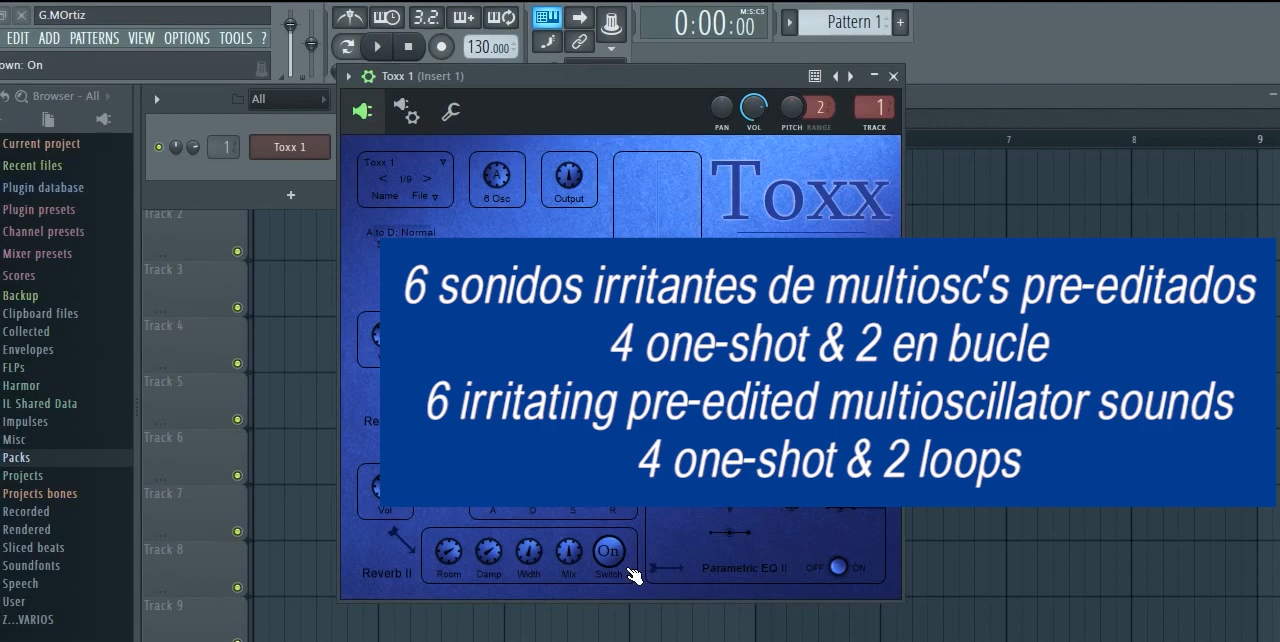 G.MOrtiz
EDIT ADD PATTERNS VIEW OPTIONS TOOLS ?
own: On
3.2.
130.000
0:00:00
M:S:CS
Pattern 1
Browser - All
All
Current project
Recent files
Plugin database
Plugin presets
Channel presets
Mixer presets
Scores
Backup
Clipboard files
Collected
Envelopes
FLPs
Harmor
IL Shared Data
Impulses
Misc
Packs
Projects
Projects bones
Recorded
Rendered
Sliced beats
Soundfonts
Speech
User
Z...VARIOS
1
Toxx 1
+
Track 2
Track 3
Track 4
Track 5
Track 6
Track 7
Track 8
Track 9
Toxx 1 (Insert 1)
PAN VOL PITCH RANGE TRACK
2
1
7 8 9
Toxx 1
< 1/9 >
Name File
A
6 Osc
Output
Toxx
A to D: Normal
6 sonidos irritantes de multiosc's pre-editados
4 one-shot & 2 en bucle
6 irritating pre-edited multioscillator sounds
4 one-shot & 2 loops
Re
Vol
A D S R
Reverb II
Room Damp Width Mix Switch
On
Parametric EQ II
OFF ON